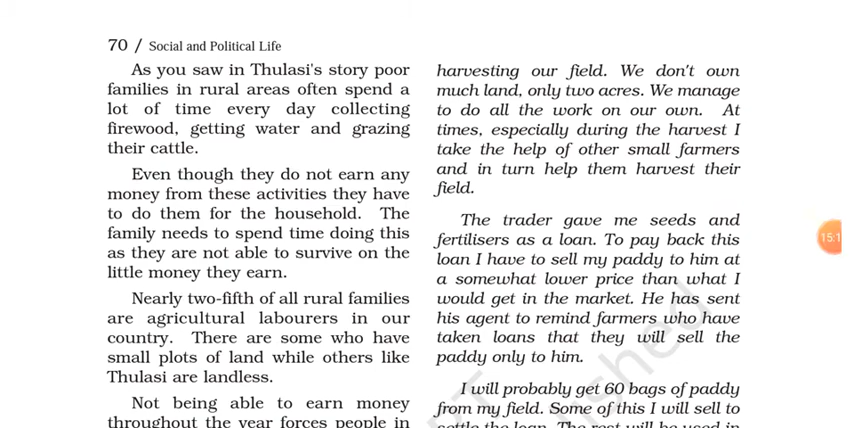 70 / Social and Political Life
As you saw in Thulasi's story poor
families in rural areas often spend a
lot of time every day collecting
firewood, getting water and grazing
their cattle.
Even though they do not earn any
money from these activities they have
to do them for the household. The
family needs to spend time doing this
as they are not able to survive on the
little money they earn.
Nearly two-fifth of all rural families
are agricultural labourers in our
country. There are some who have
small plots of land while others like
Thulasi are landless.
Not being able to earn money
throughout the year forces people in
harvesting our field. We don't own
much land, only two acres. We manage
to do all the work on our own. At
times, especially during the harvest I
take the help of other small farmers
and in turn help them harvest their
field.
The trader gave me seeds and
fertilisers as a loan. To pay back this
loan I have to sell my paddy to him at
a somewhat lower price than what I
would get in the market. He has sent
his agent to remind farmers who have
taken loans that they will sell the
paddy only to him.
I will probably get 60 bags of paddy
from my field. Some of this I will sell to
settle the loan. The rest will be used in
15:1